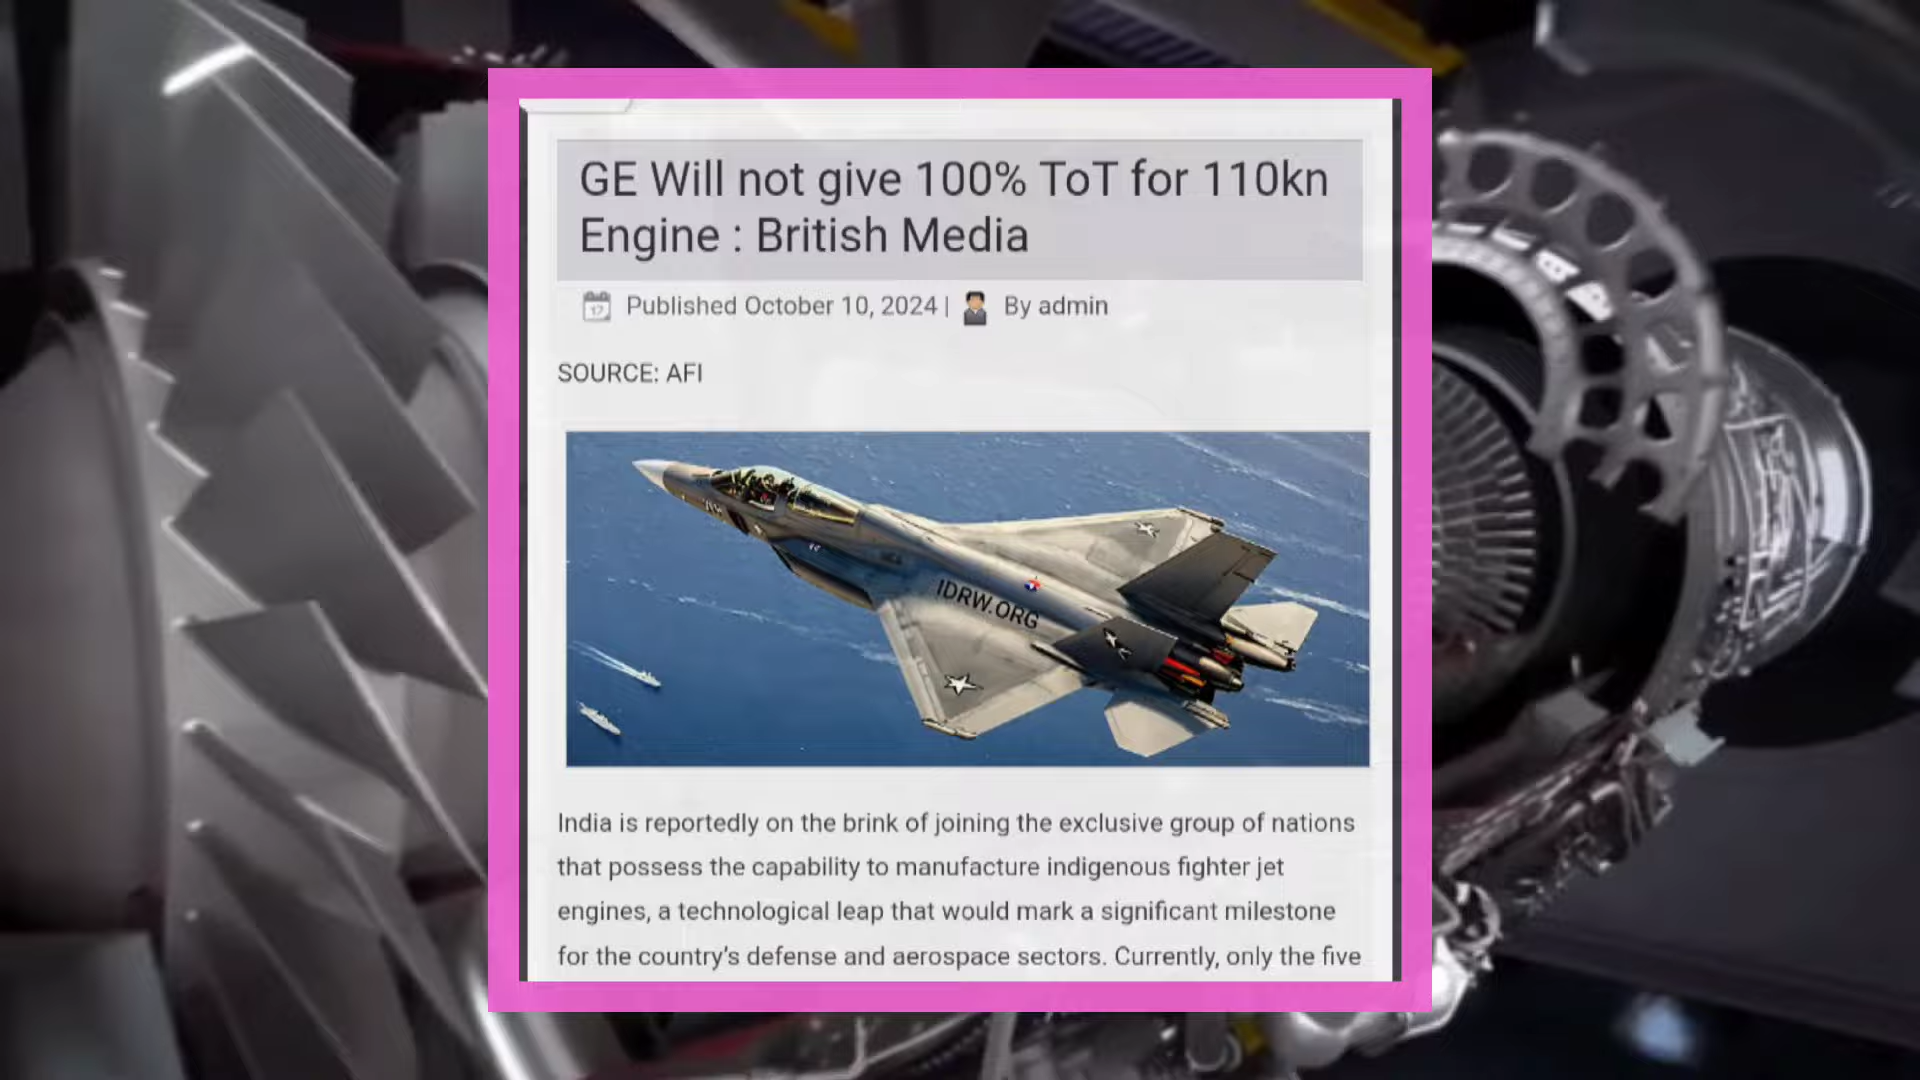 GE Will not give 100% ToT for 110kn
Engine : British Media
17 Published October 10, 2024 | By admin
SOURCE: AFI
IDRW.ORG
India is reportedly on the brink of joining the exclusive group of nations
that possess the capability to manufacture indigenous fighter jet
engines, a technological leap that would mark a significant milestone
for the country’s defense and aerospace sectors. Currently, only the five